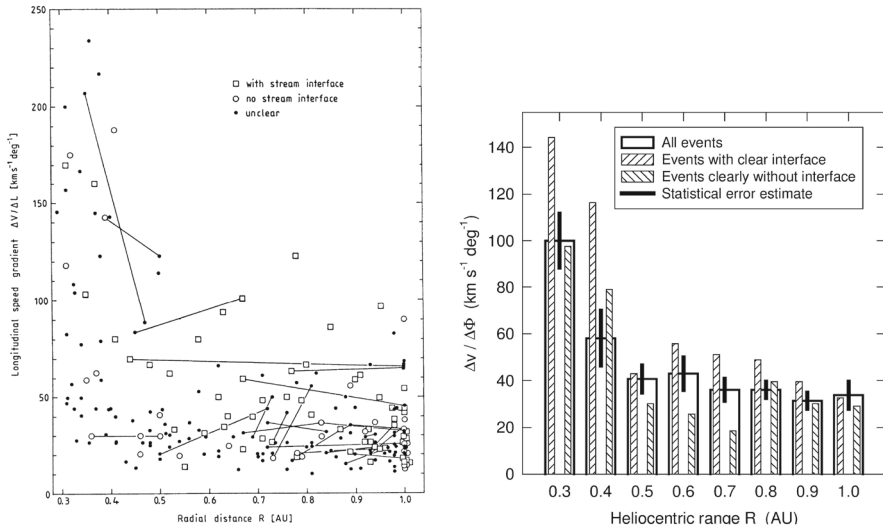 250
200
150
100
50
0
Longitudinal speed gradient ΔV/ΔL [km s⁻¹ deg⁻¹]
□ with stream interface
○ no stream interface
• unclear
0.3 0.4 0.5 0.6 0.7 0.8 0.9 1.0
Radial distance R [AU]
140
120
100
80
60
40
20
0
Δv / ΔΦ (km s⁻¹ deg⁻¹)
All events
Events with clear interface
Events clearly without interface
Statistical error estimate
0.3 0.4 0.5 0.6 0.7 0.8 0.9 1.0
Heliocentric range R (AU)